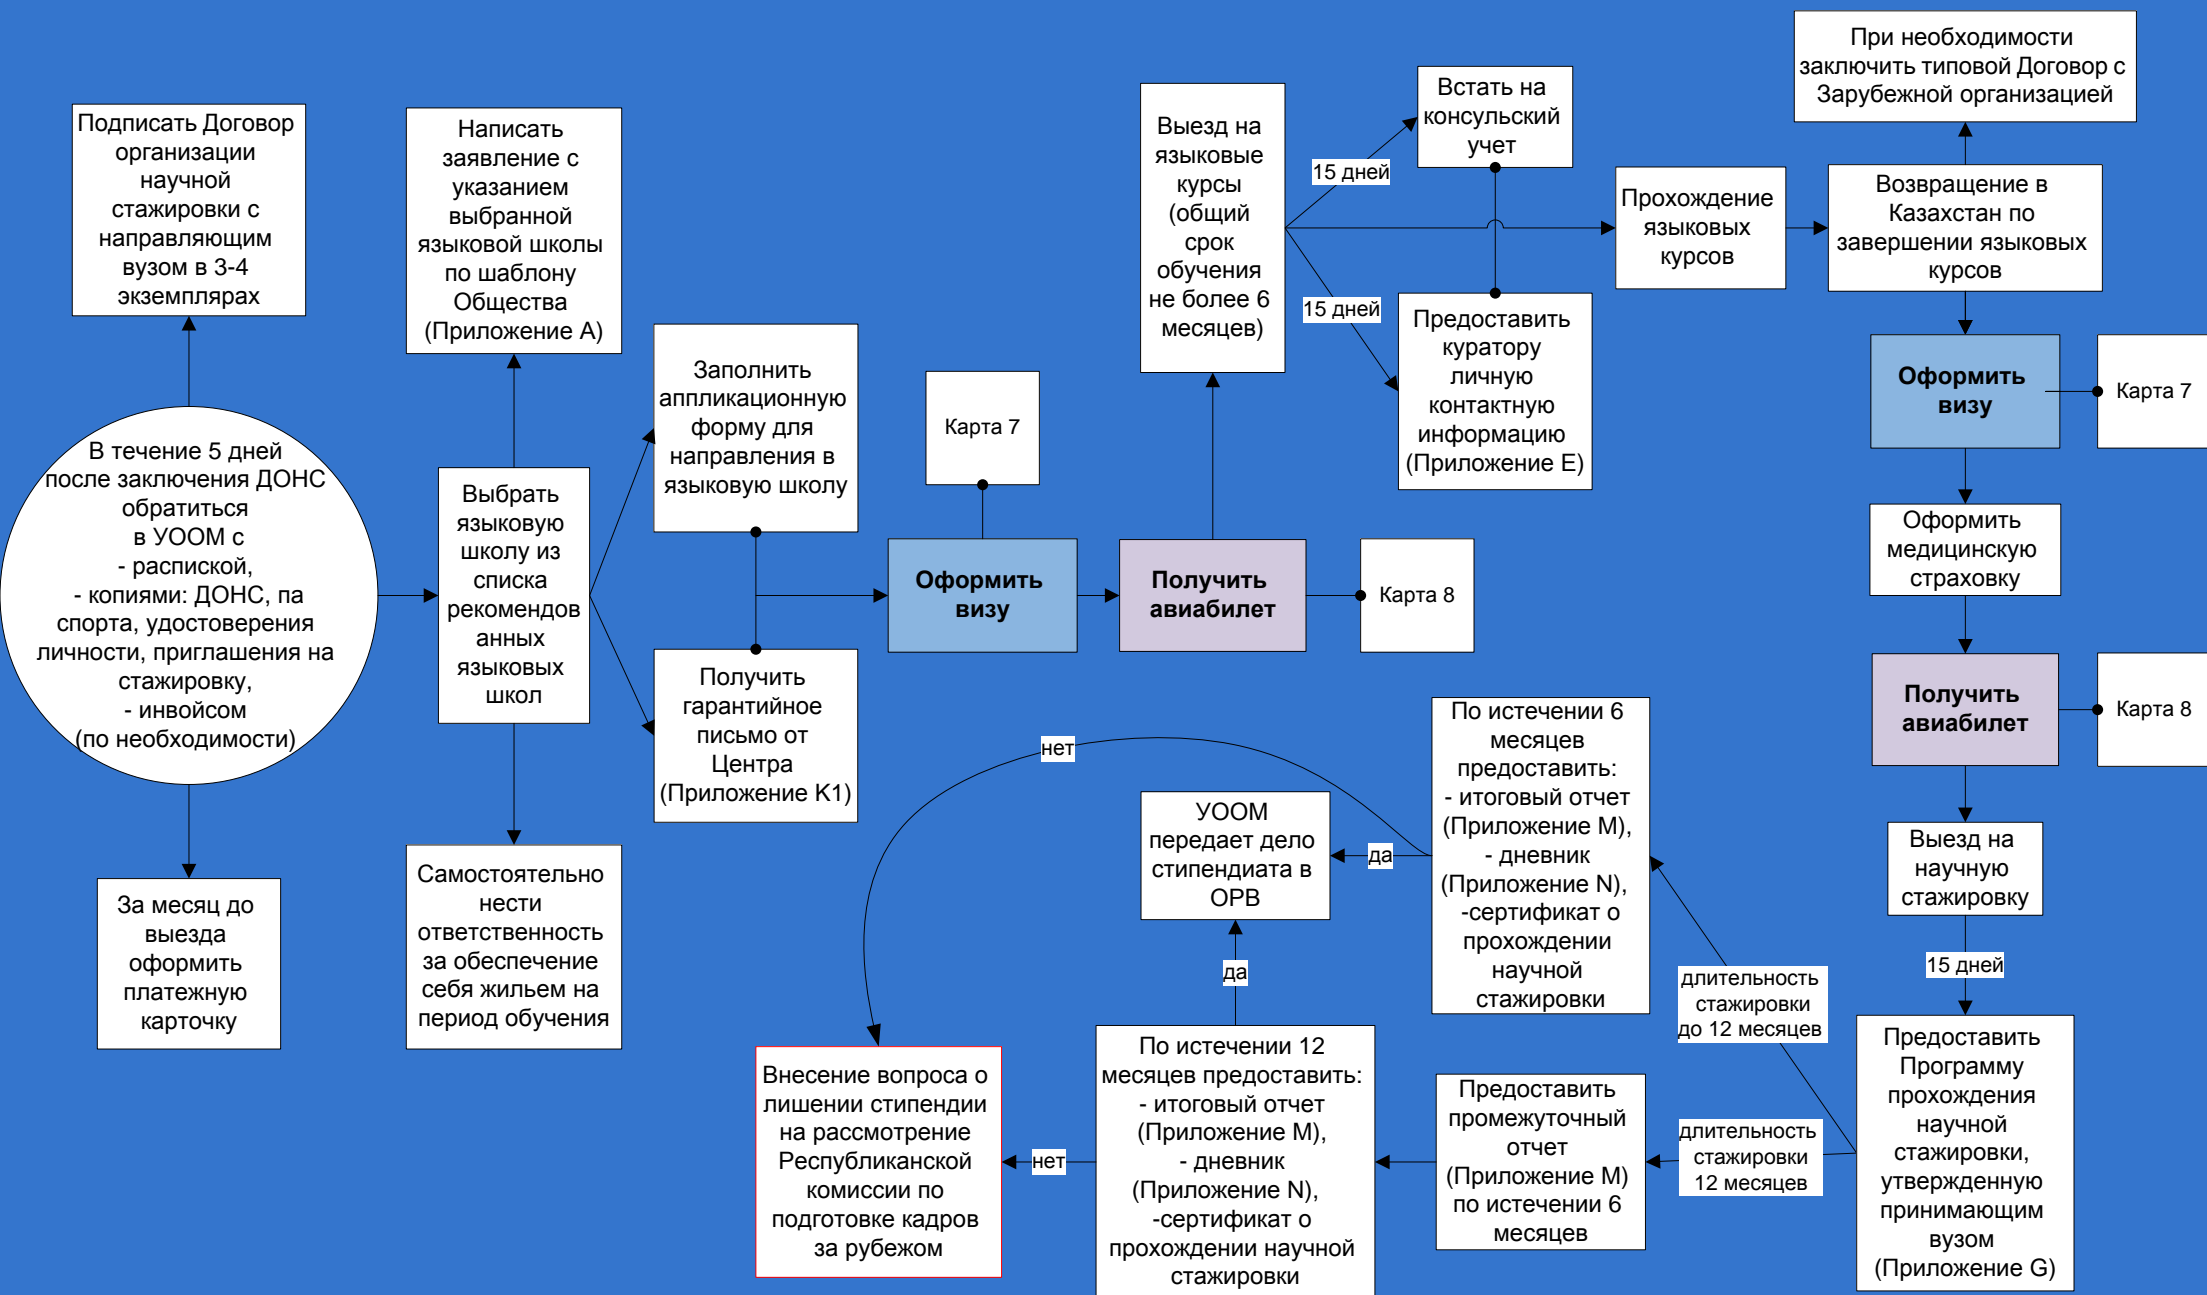 Подписать Договор
организации
научной
стажировки с
направляющим
вузом в 3-4
экземплярах
В течение 5 дней
после заключения ДОНС
обратиться
в УООМ с
- распиской,
- копиями: ДОНС, па
спорта, удостоверения
личности, приглашения на
стажировку,
- инвойсом
(по необходимости)
За месяц до
выезда
оформить
платежную
карточку
Написать
заявление с
указанием
выбранной
языковой школы
по шаблону
Общества
(Приложение А)
Выбрать
языковую
школу из
списка
рекомендов
анных
языковых
школ
Самостоятельно
нести
ответственность
за обеспечение
себя жильем на
период обучения
Заполнить
аппликационную
форму для
направления в
языковую школу
Получить
гарантийное
письмо от
Центра
(Приложение K1)
Карта 7
Оформить
визу
Получить
авиабилет
Карта 8
Выезд на
языковые
курсы
(общий
срок
обучения
не более 6
месяцев)
15 дней
15 дней
Встать на
консульский
учет
Предоставить
куратору
личную
контактную
информацию
(Приложение Е)
Прохождение
языковых
курсов
При необходимости
заключить типовой Договор с
Зарубежной организацией
Возвращение в
Казахстан по
завершении языковых
курсов
Оформить
визу
Карта 7
Оформить
медицинскую
страховку
Получить
авиабилет
Карта 8
Выезд на
научную
стажировку
15 дней
Предоставить
Программу
прохождения
научной
стажировки,
утвержденную
принимающим
вузом
(Приложение G)
длительность
стажировки
до 12 месяцев
длительность
стажировки
12 месяцев
По истечении 6
месяцев
предоставить:
- итоговый отчет
(Приложение М),
- дневник
(Приложение N),
-сертификат о
прохождении
научной
стажировки
Предоставить
промежуточный
отчет
(Приложение М)
по истечении 6
месяцев
да
нет
УООМ
передает дело
стипендиата в
ОРВ
да
По истечении 12
месяцев предоставить:
- итоговый отчет
(Приложение М),
- дневник
(Приложение N),
-сертификат о
прохождении научной
стажировки
нет
Внесение вопроса о
лишении стипендии
на рассмотрение
Республиканской
комиссии по
подготовке кадров
за рубежом